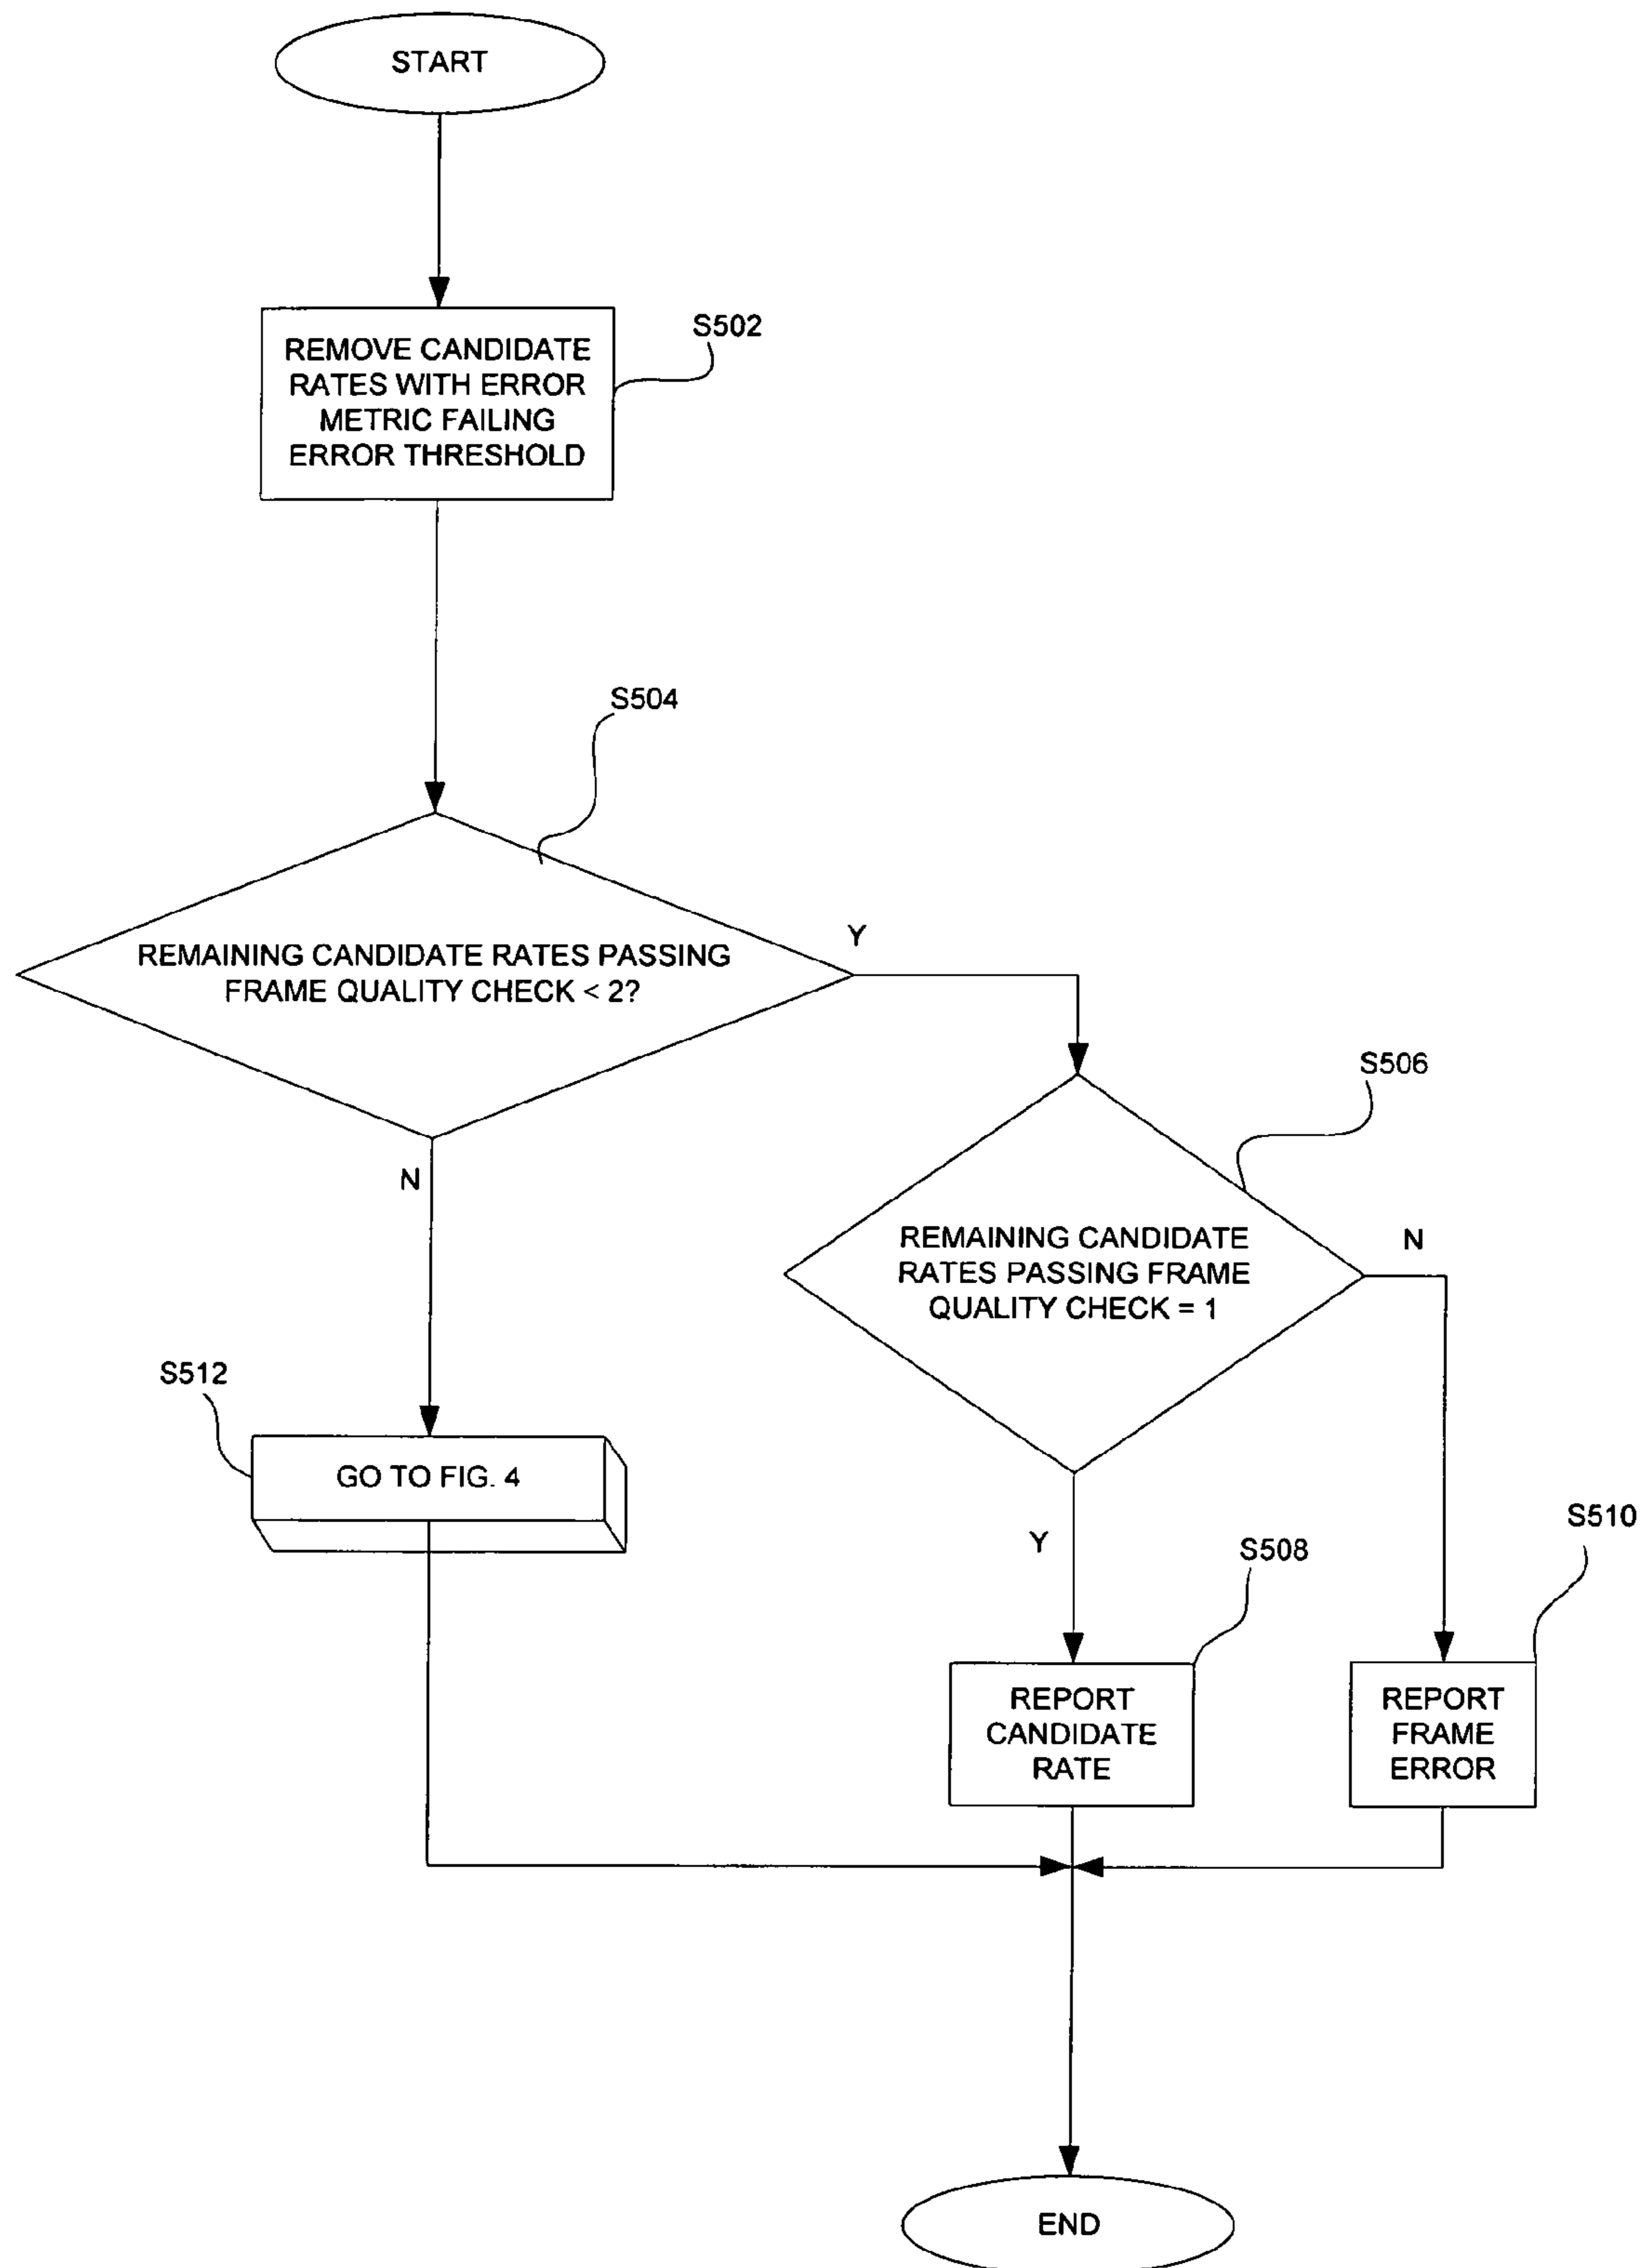 START
REMOVE CANDIDATE
RATES WITH ERROR
METRIC FAILING
ERROR THRESHOLD
S502
S504
REMAINING CANDIDATE RATES PASSING
FRAME QUALITY CHECK < 2?
Y
N
S506
REMAINING CANDIDATE
RATES PASSING FRAME
QUALITY CHECK = 1
N
S512
GO TO FIG. 4
Y
S508
S510
REPORT
CANDIDATE
RATE
REPORT
FRAME
ERROR
END